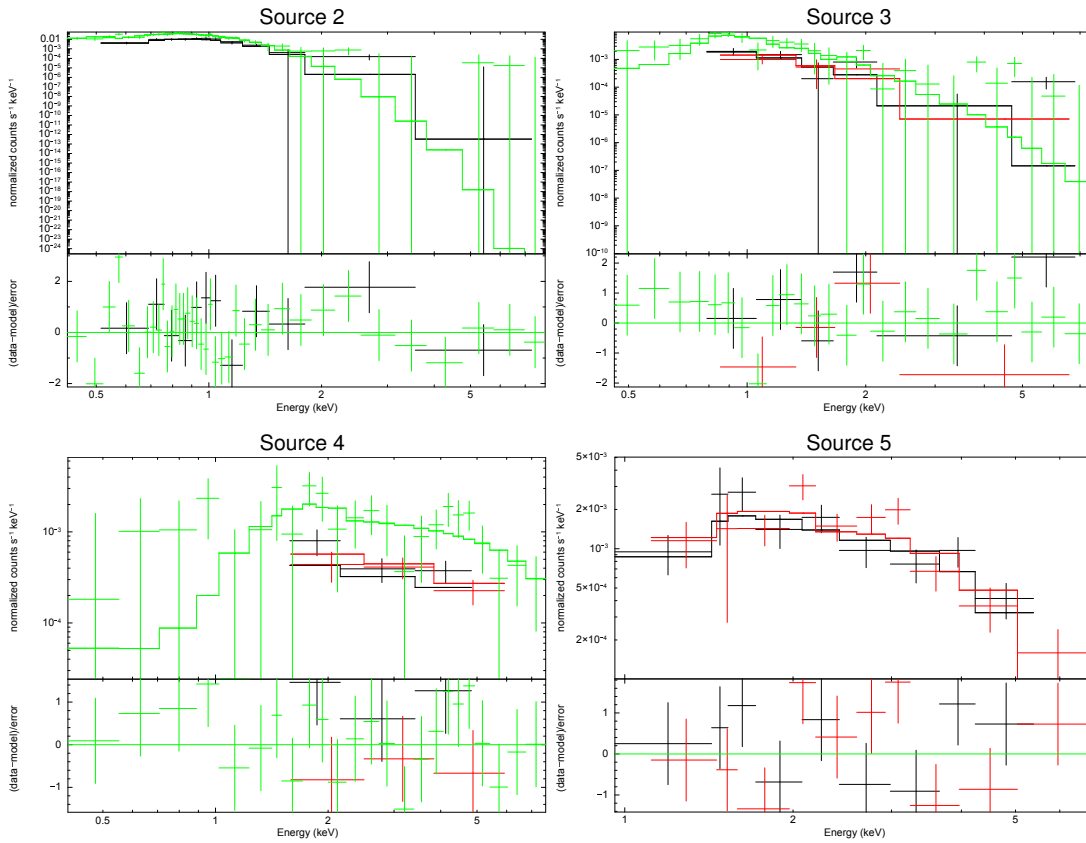 Source 2
normalized counts s⁻¹ keV⁻¹
0.01
10⁻³
10⁻⁴
10⁻⁵
10⁻⁶
10⁻⁷
10⁻⁸
10⁻⁹
10⁻¹⁰
10⁻¹¹
10⁻¹²
10⁻¹³
10⁻¹⁴
10⁻¹⁵
10⁻¹⁶
10⁻¹⁷
10⁻¹⁸
10⁻¹⁹
10⁻²⁰
10⁻²¹
10⁻²²
10⁻²³
10⁻²⁴
(data−model)/error
2
0
−2
0.5 1 2 5
Energy (keV)
Source 3
normalized counts s⁻¹ keV⁻¹
10⁻³
10⁻⁴
10⁻⁵
10⁻⁶
10⁻⁷
10⁻⁸
10⁻⁹
10⁻¹⁰
(data−model)/error
2
1
0
−1
−2
0.5 1 2 5
Energy (keV)
Source 4
normalized counts s⁻¹ keV⁻¹
10⁻³
10⁻⁴
(data−model)/error
1
0
−1
0.5 1 2 5
Energy (keV)
Source 5
normalized counts s⁻¹ keV⁻¹
5×10⁻³
2×10⁻³
10⁻³
5×10⁻⁴
2×10⁻⁴
(data−model)/error
1
0
−1
1 2 5
Energy (keV)